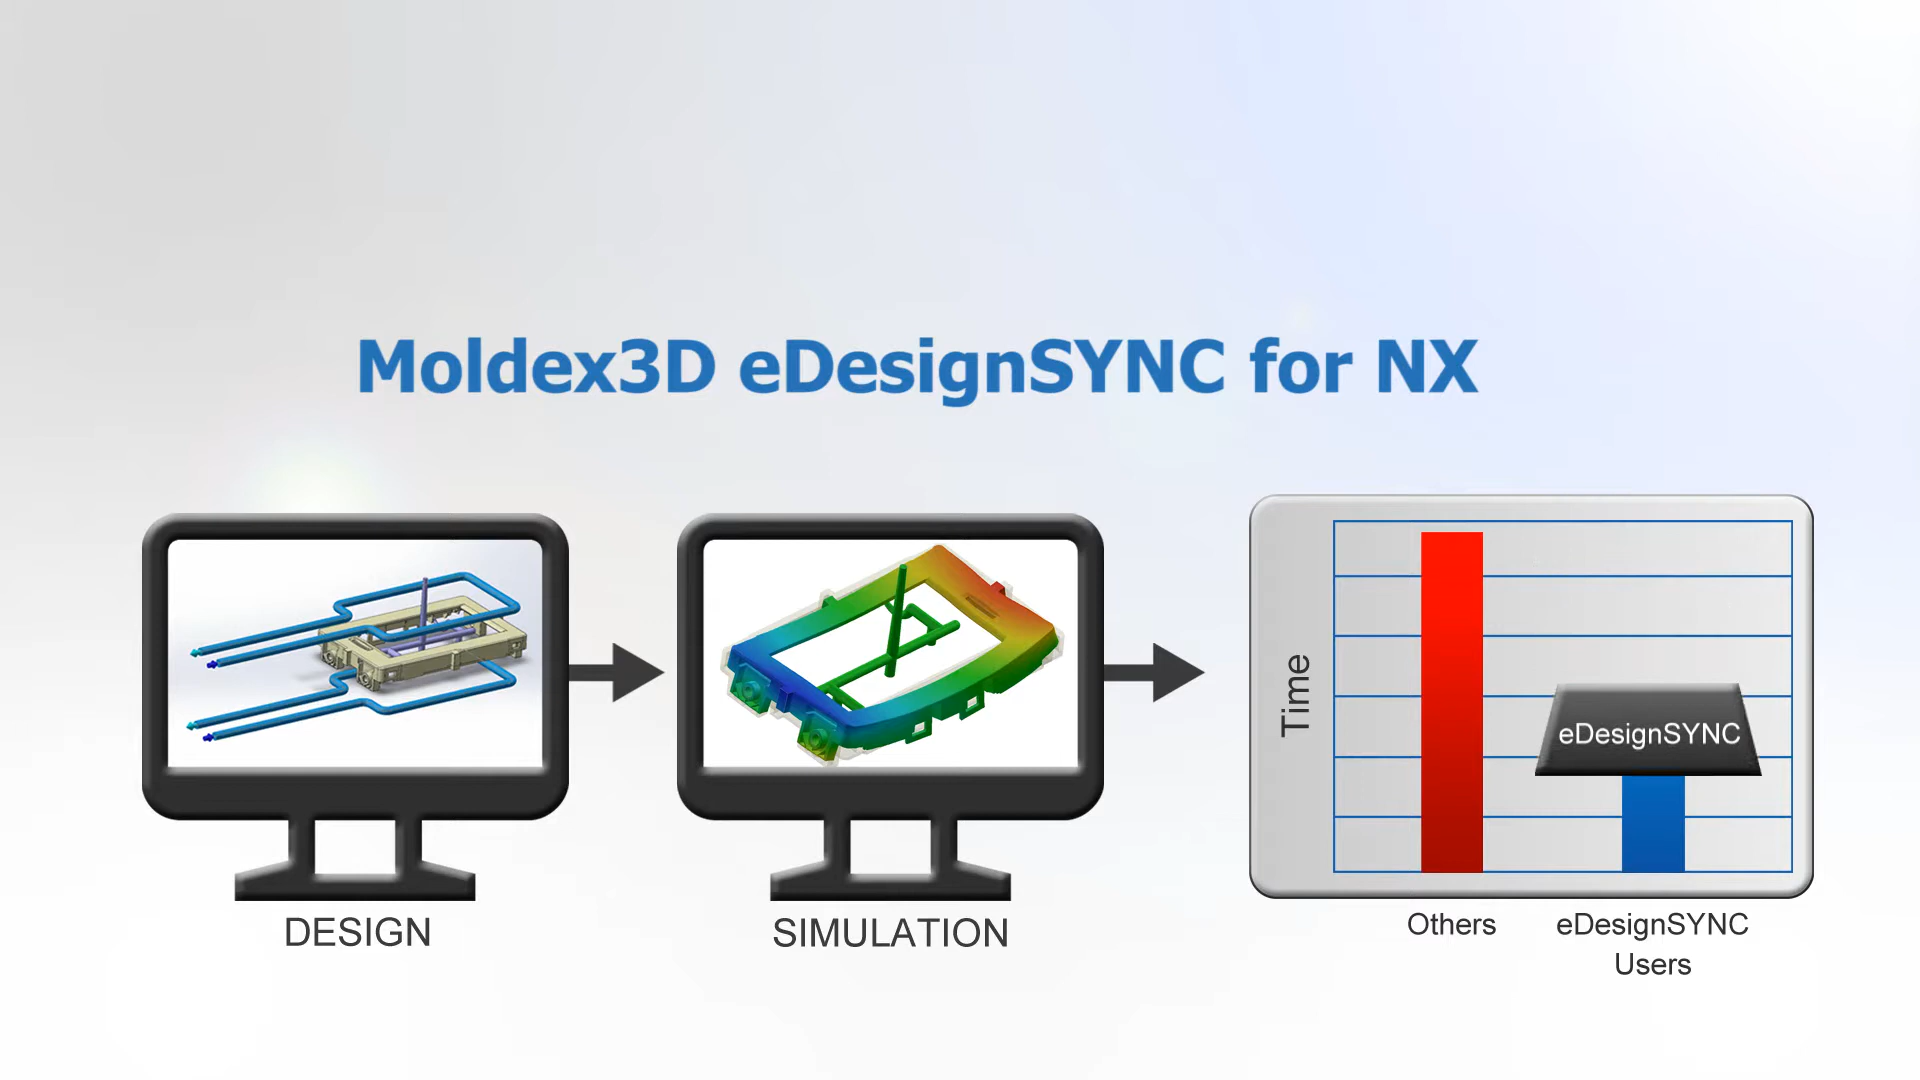 Moldex3D eDesignSYNC for NX
DESIGN
SIMULATION
Time
eDesignSYNC
Others
eDesignSYNC
Users